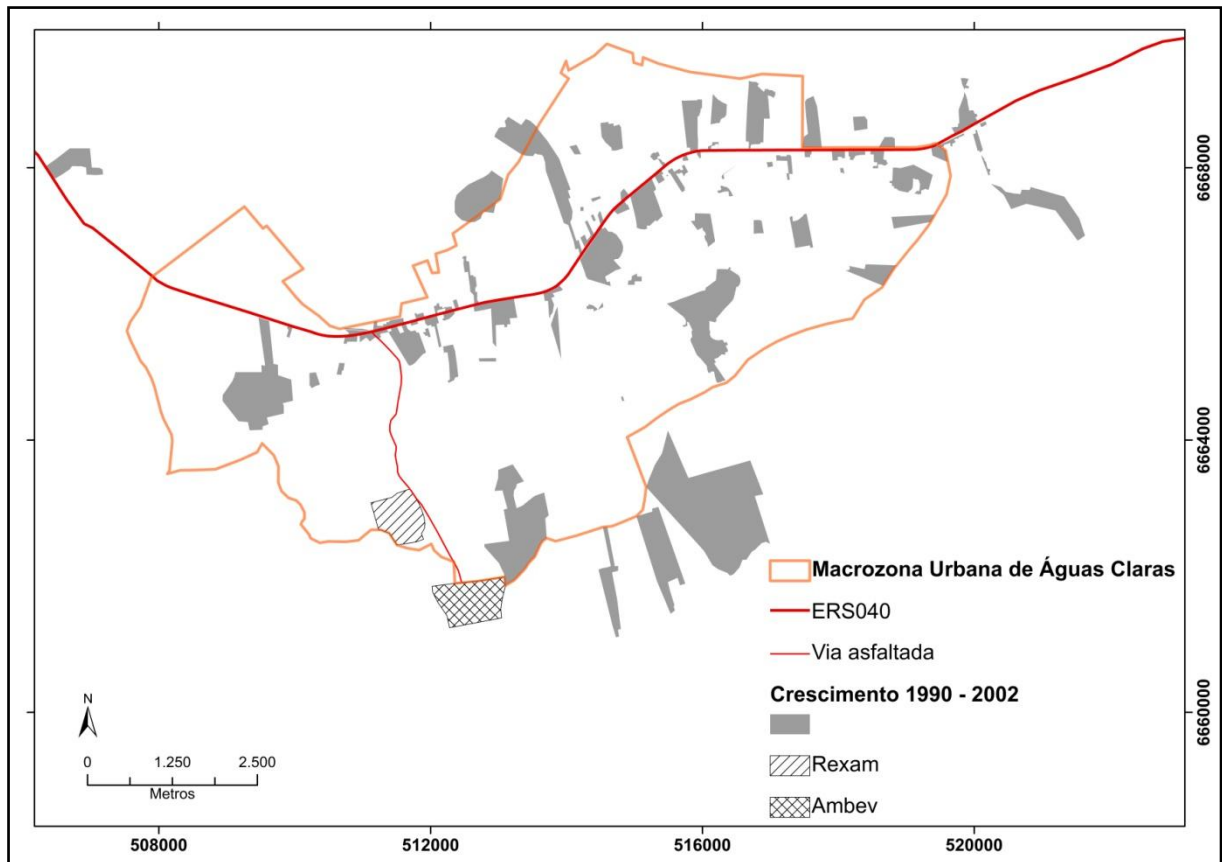 6668000
6664000
6660000
Macrozona Urbana de Águas Claras
ERS040
Via asfaltada
Crescimento 1990 - 2002
Rexam
Ambev
N
0 1.250 2.500
Metros
508000 512000 516000 520000